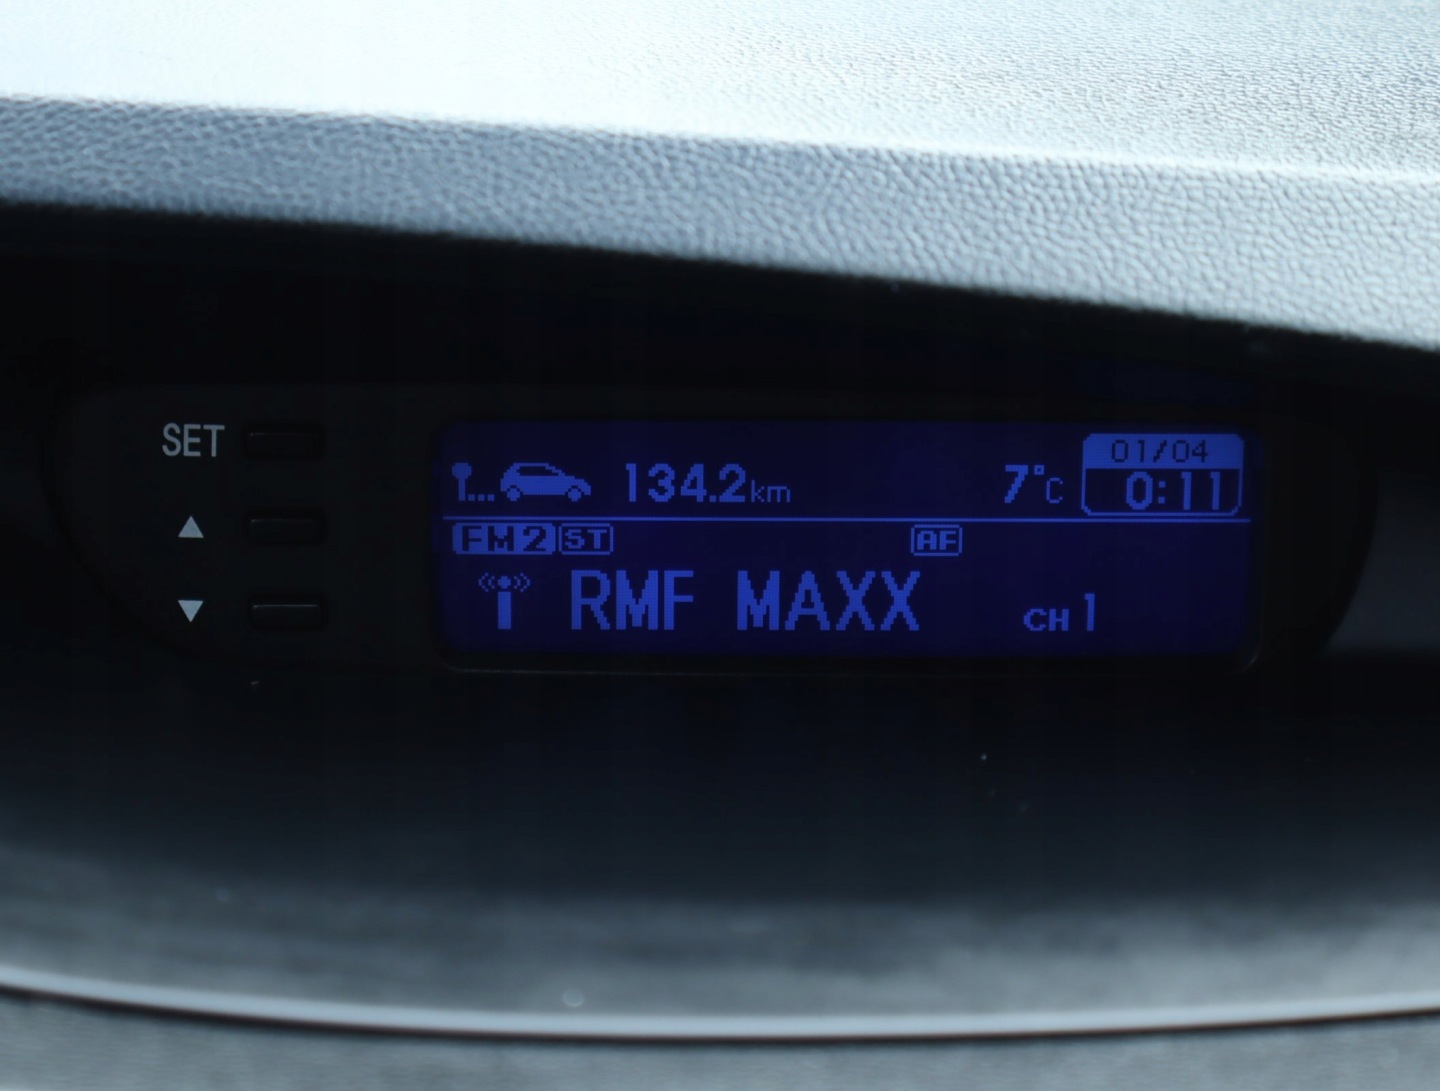 SET
134.2km 7°C 01/04
0:11
FM2 ST AF
RMF MAXX CH 1